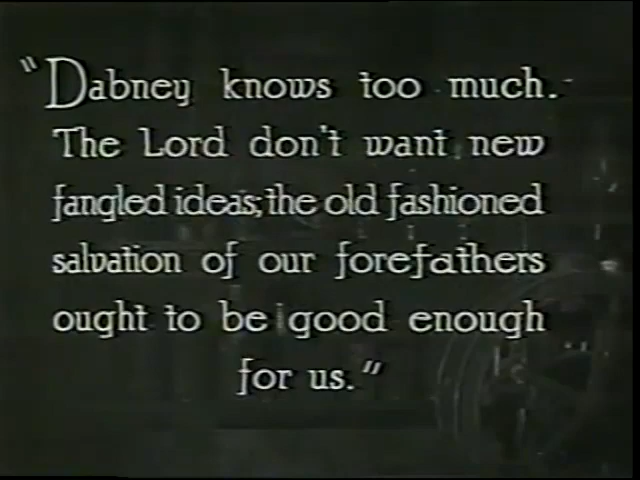 "Dabney knows too much.
The Lord don't want new
fangled ideas; the old fashioned
salvation of our forefathers
ought to be good enough
for us."